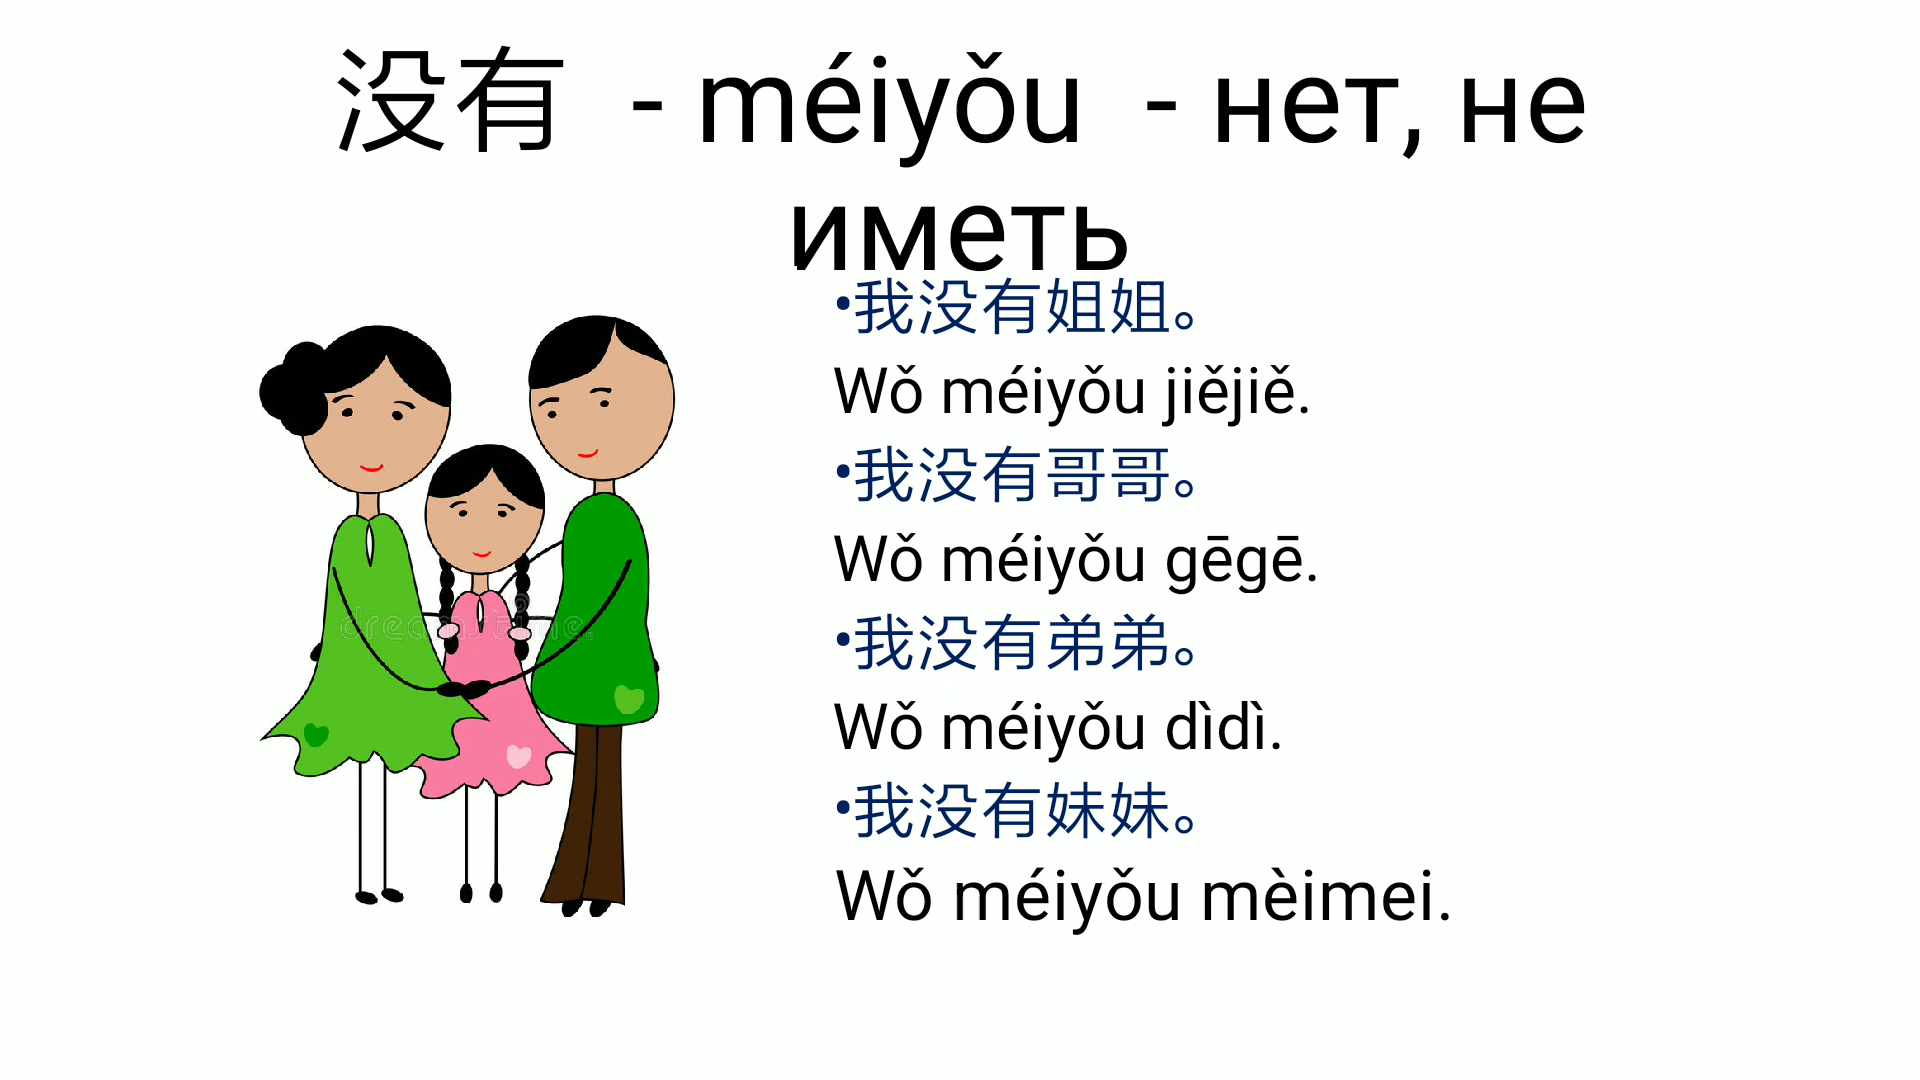 没有 - méiyǒu - нет, не
иметь
•我没有姐姐。
Wǒ méiyǒu jiějiě.
•我没有哥哥。
Wǒ méiyǒu gēgē.
•我没有弟弟。
Wǒ méiyǒu dìdì.
•我没有妹妹。
Wǒ méiyǒu mèimei.
dreamstime.